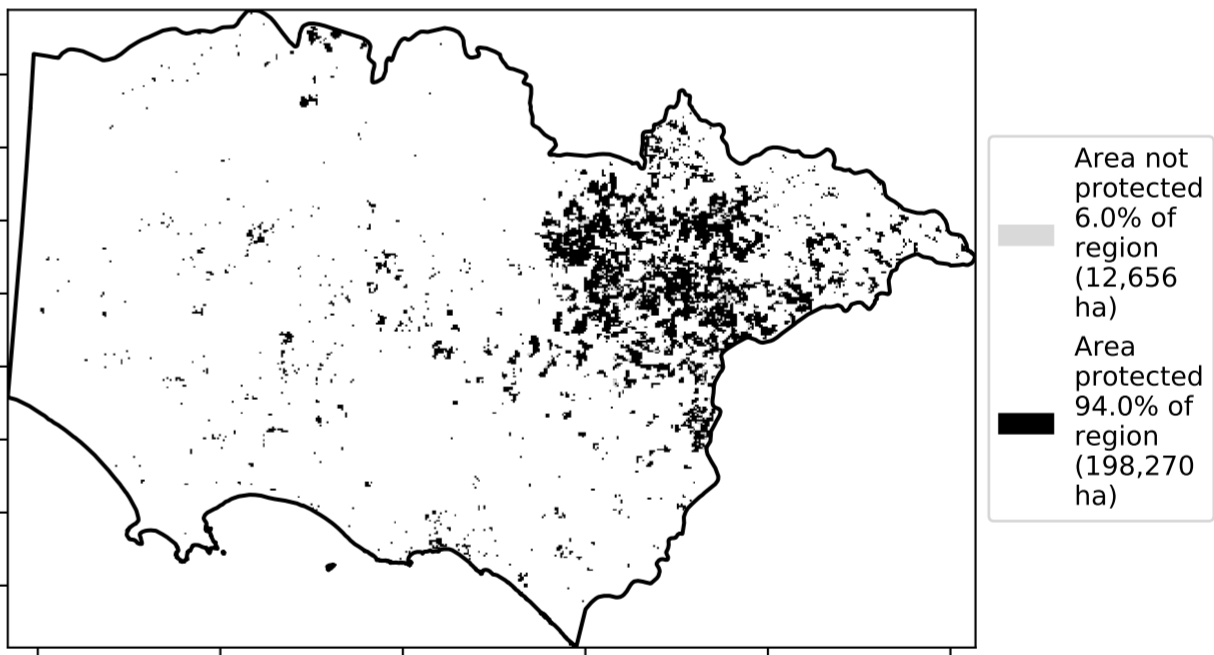 Area not
protected
6.0% of
region
(12,656
ha)
Area
protected
94.0% of
region
(198,270
ha)